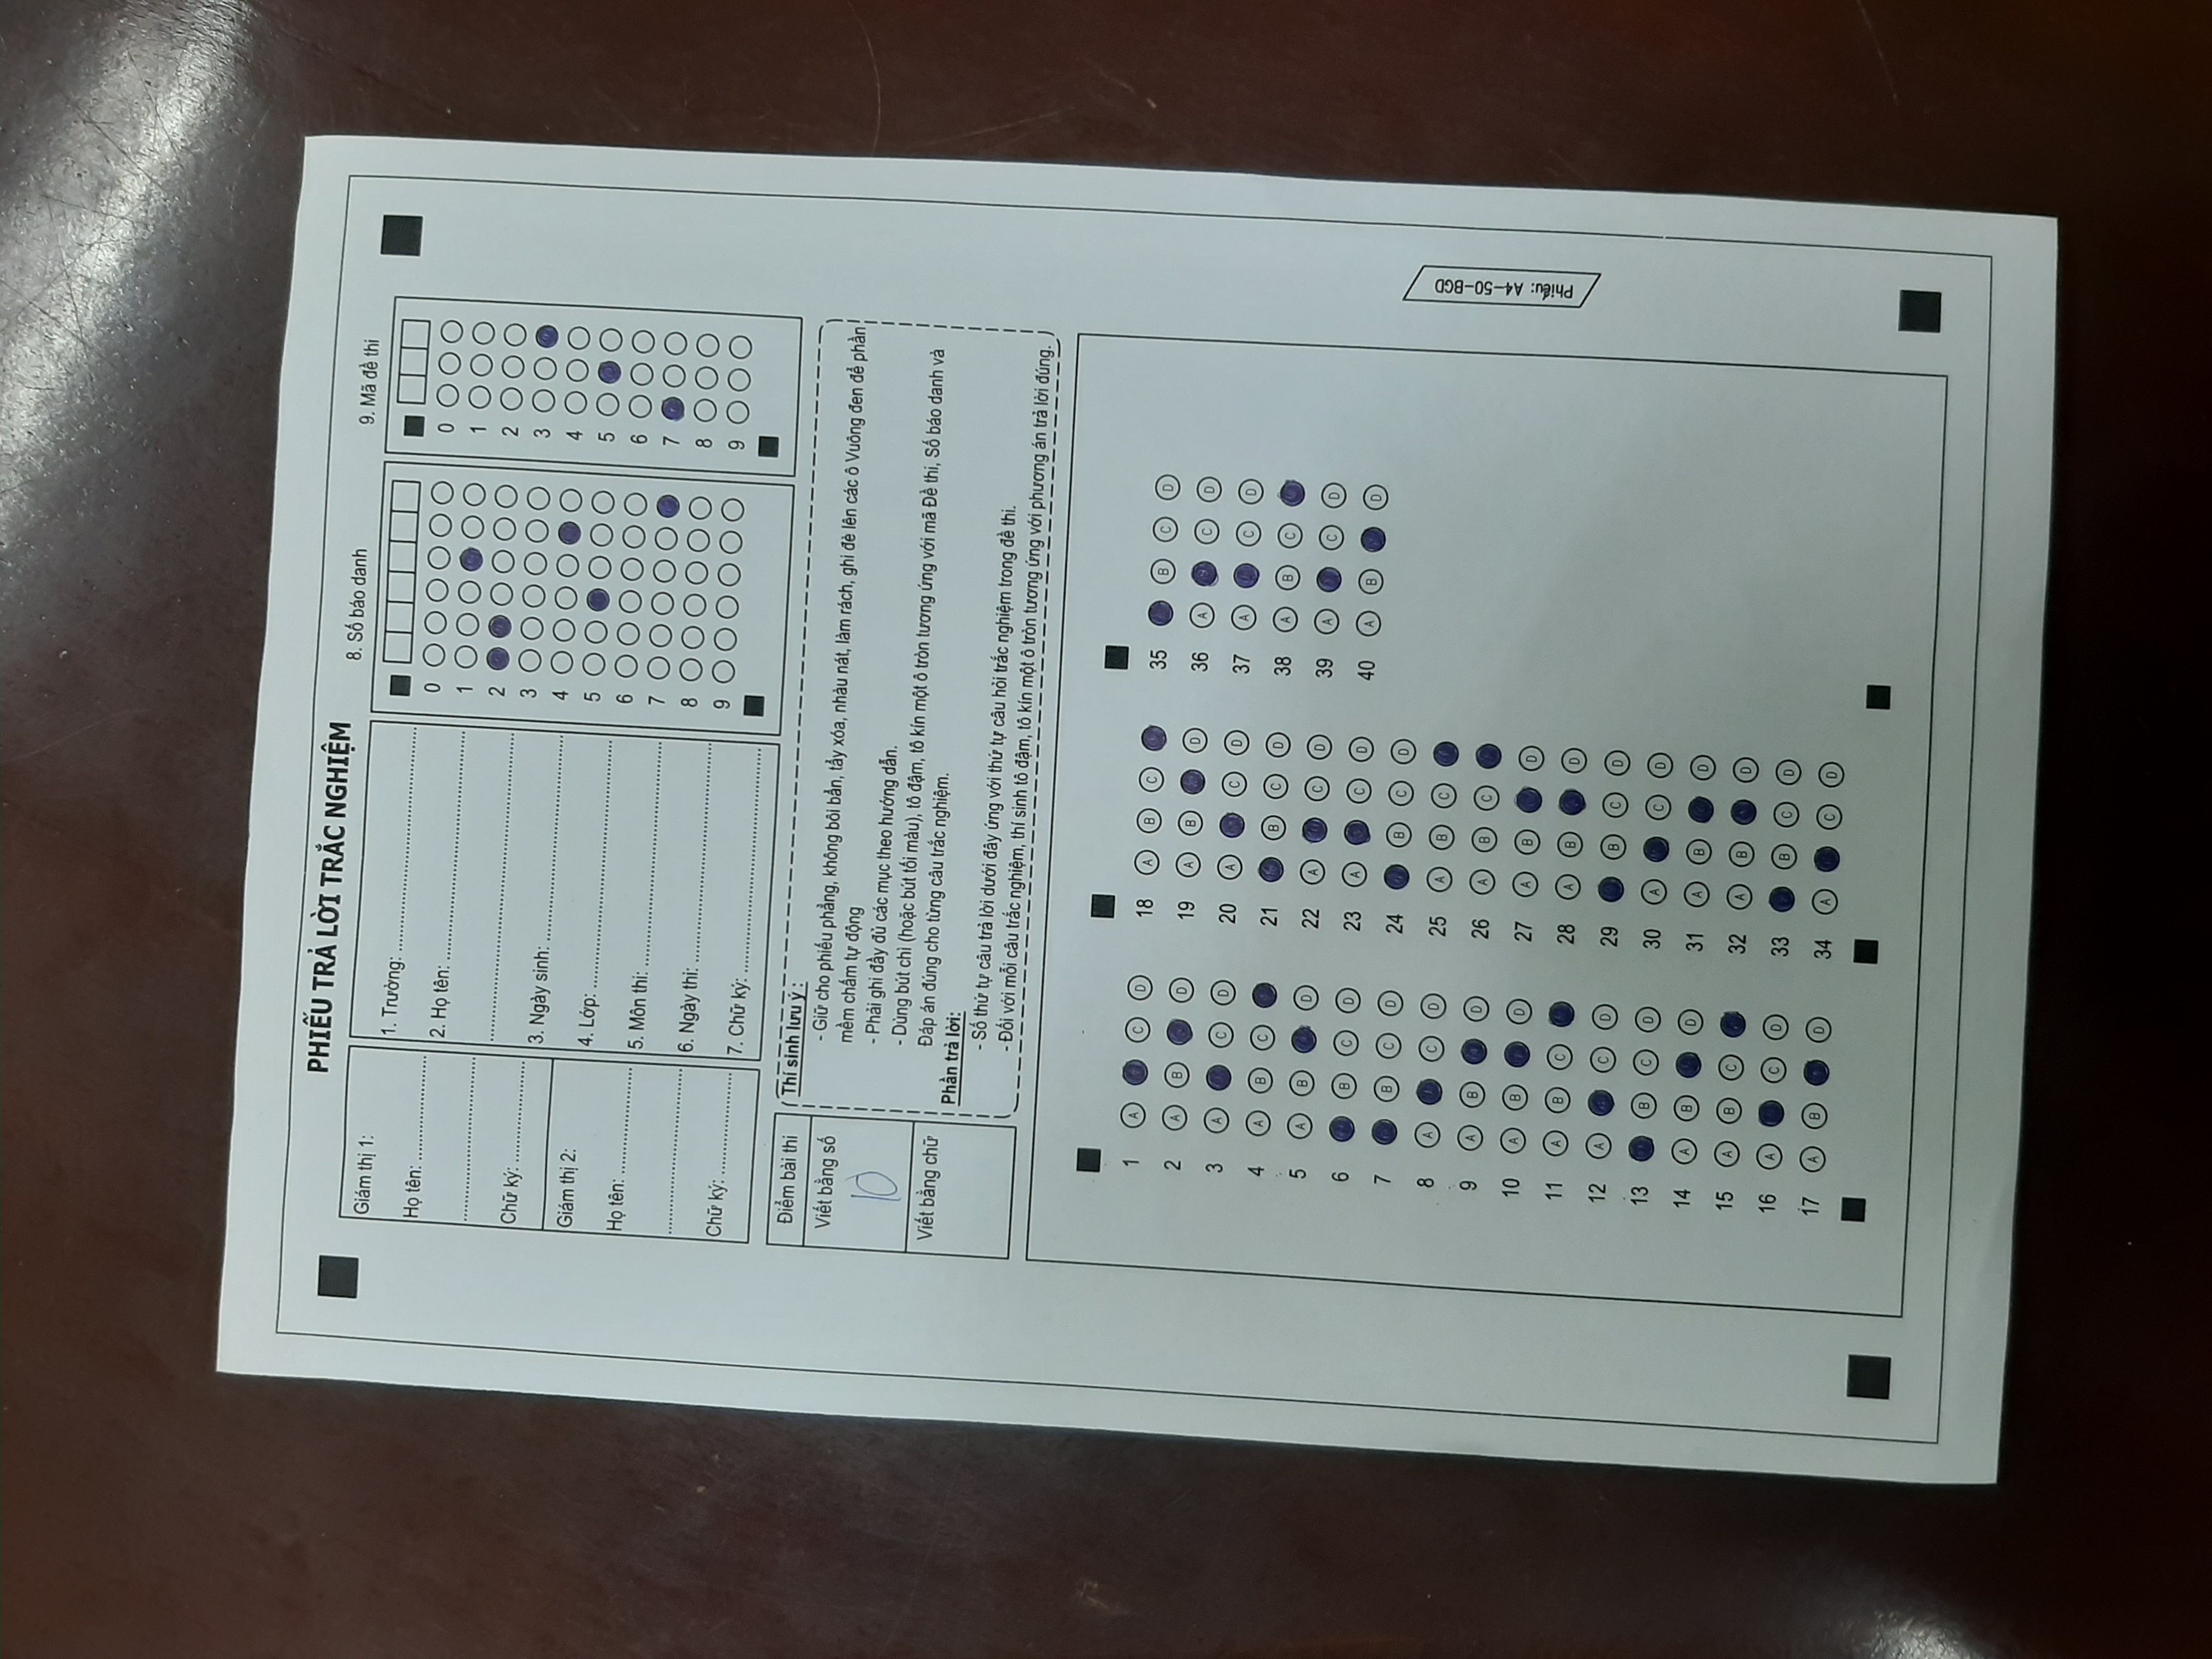 PHIẾU TRẢ LỜI TRẮC NGHIỆM
Giám thị 1:
Họ tên: ........................
........................
Chữ ký: ........................
Giám thị 2:
Họ tên: ........................
........................
Chữ ký: ........................
1. Trường: ........................
2. Họ tên: ........................
........................
3. Ngày sinh: ........................
4. Lớp: ........................
5. Môn thi: ........................
6. Ngày thi: ........................
7. Chữ ký: ........................
8. Số báo danh
0
1
2
3
4
5
6
7
8
9
9. Mã đề thi
0
1
2
3
4
5
6
7
8
9
Điểm bài thi
Viết bằng số
10
Viết bằng chữ
Thí sinh lưu ý :
- Giữ cho phiếu phẳng, không bôi bẩn, tẩy xóa, nhàu nát, làm rách, ghi đè lên các ô Vuông đen để phần
mềm chấm tự động
- Phải ghi đầy đủ các mục theo hướng dẫn.
- Dùng bút chì (hoặc bút tối màu), tô đậm, tô kín một ô tròn tương ứng với mã Đề thi, Số báo danh và
Đáp án đúng cho từng câu trắc nghiệm.
Phần trả lời:
- Số thứ tự câu trả lời dưới đây ứng với thứ tự câu hỏi trắc nghiệm trong đề thi.
- Đối với mỗi câu trắc nghiệm, thí sinh tô đậm, tô kín một ô tròn tương ứng với phương án trả lời đúng.
1 A C D
2 A B D
3 A C D
4 A B C
5 A B D
6 B C D
7 B C D
8 A C D
9 A B D
10 A B D
11 A B C
12 A C D
13 B C D
14 A B D
15 A B C
16 A C D
17 A B D
18 A B C
19 A B D
20 A C D
21 B C D
22 A C D
23 A C D
24 B C D
25 A B C
26 A B C
27 A B D
28 A B D
29 B C D
30 A C D
31 A B D
32 A B D
33 B C D
34 A C D
35 B C D
36 A C D
37 A C D
38 A B C
39 A C D
40 A B D
Phiếu: A4-50-BGD